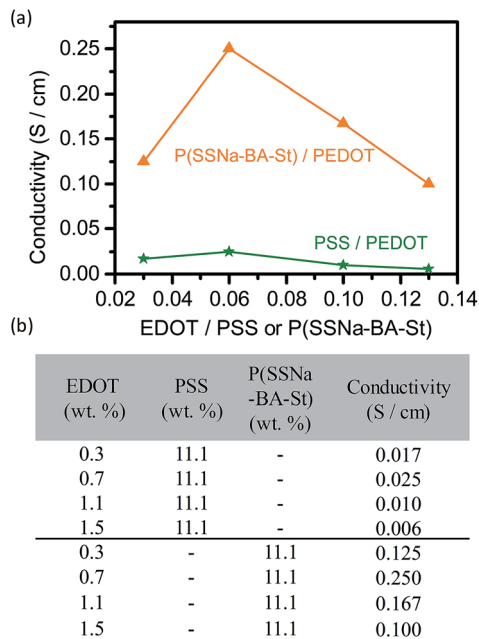 (a)
Conductivity (S / cm)
0.25
0.20
0.15
0.10
0.05
0.00
P(SSNa-BA-St) / PEDOT
PSS / PEDOT
0.02 0.04 0.06 0.08 0.10 0.12 0.14
EDOT / PSS or P(SSNa-BA-St)
(b)
EDOT (wt. %) PSS (wt. %) P(SSNa -BA-St) (wt. %) Conductivity (S / cm)
0.3 11.1 - 0.017
0.7 11.1 - 0.025
1.1 11.1 - 0.010
1.5 11.1 - 0.006
0.3 - 11.1 0.125
0.7 - 11.1 0.250
1.1 - 11.1 0.167
1.5 - 11.1 0.100